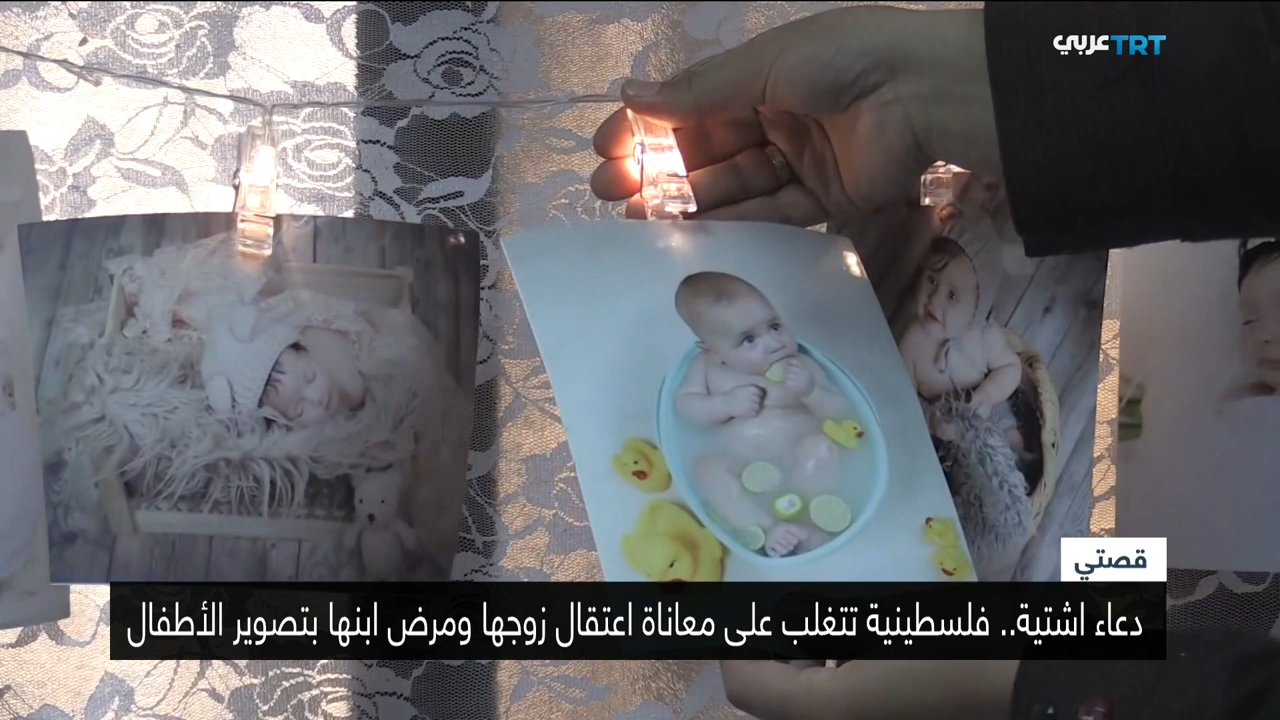 TRT عربي
قصتي
دعاء اشتية.. فلسطينية تتغلب على معاناة اعتقال زوجها ومرض ابنها بتصوير الأطفال